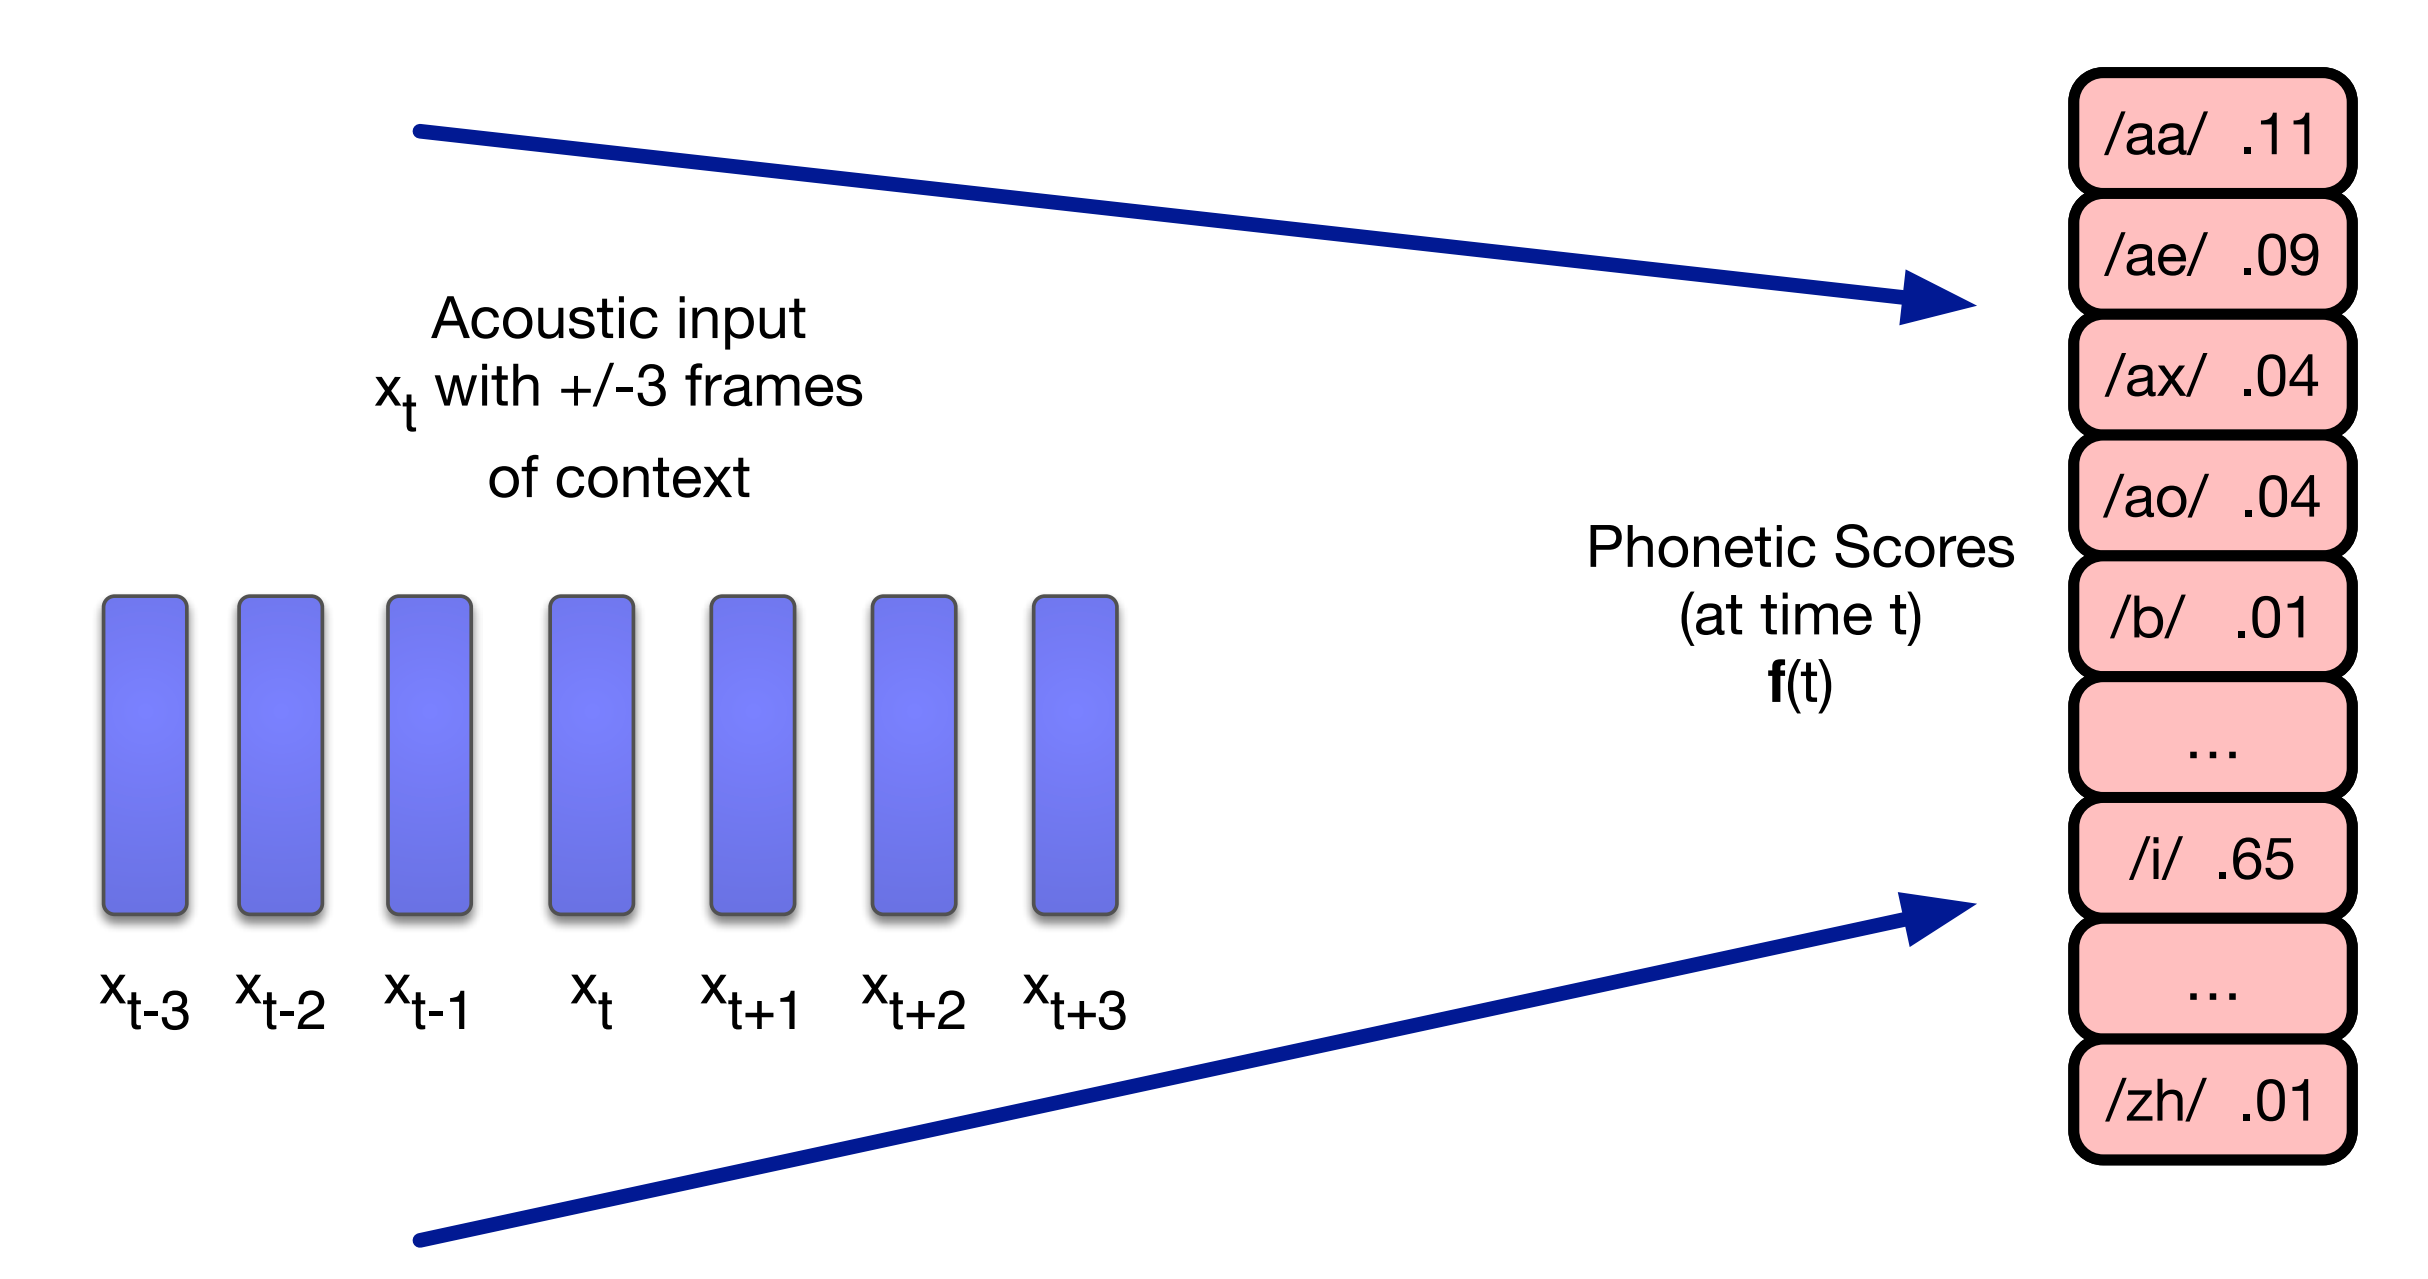 Acoustic input
xₜ with +/-3 frames
of context
xₜ₋₃ xₜ₋₂ xₜ₋₁ xₜ xₜ₊₁ xₜ₊₂ xₜ₊₃
Phonetic Scores
(at time t)
f(t)
/aa/ .11
/ae/ .09
/ax/ .04
/ao/ .04
/b/ .01
...
/i/ .65
...
/zh/ .01